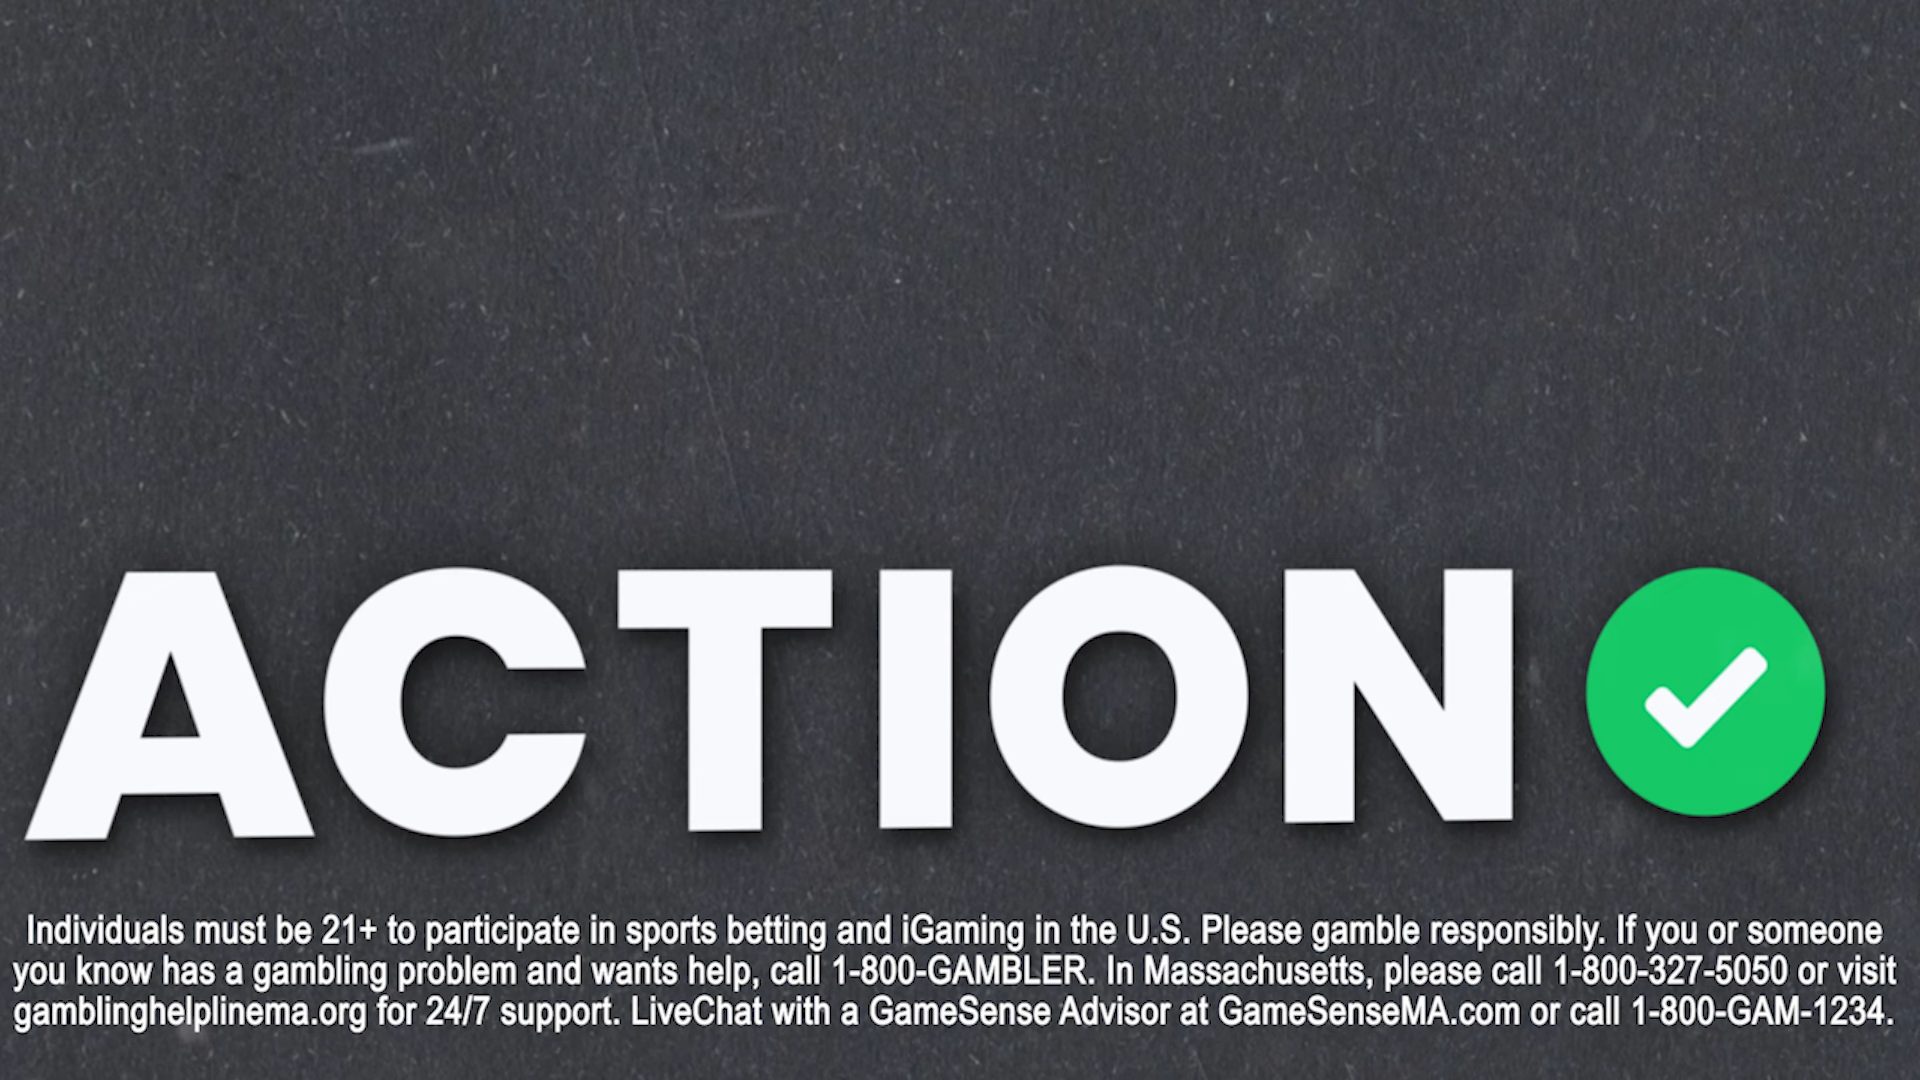 ACTION
Individuals must be 21+ to participate in sports betting and iGaming in the U.S. Please gamble responsibly. If you or someone
you know has a gambling problem and wants help, call 1-800-GAMBLER. In Massachusetts, please call 1-800-327-5050 or visit
gamblinghelplinema.org for 24/7 support. LiveChat with a GameSense Advisor at GameSenseMA.com or call 1-800-GAM-1234.